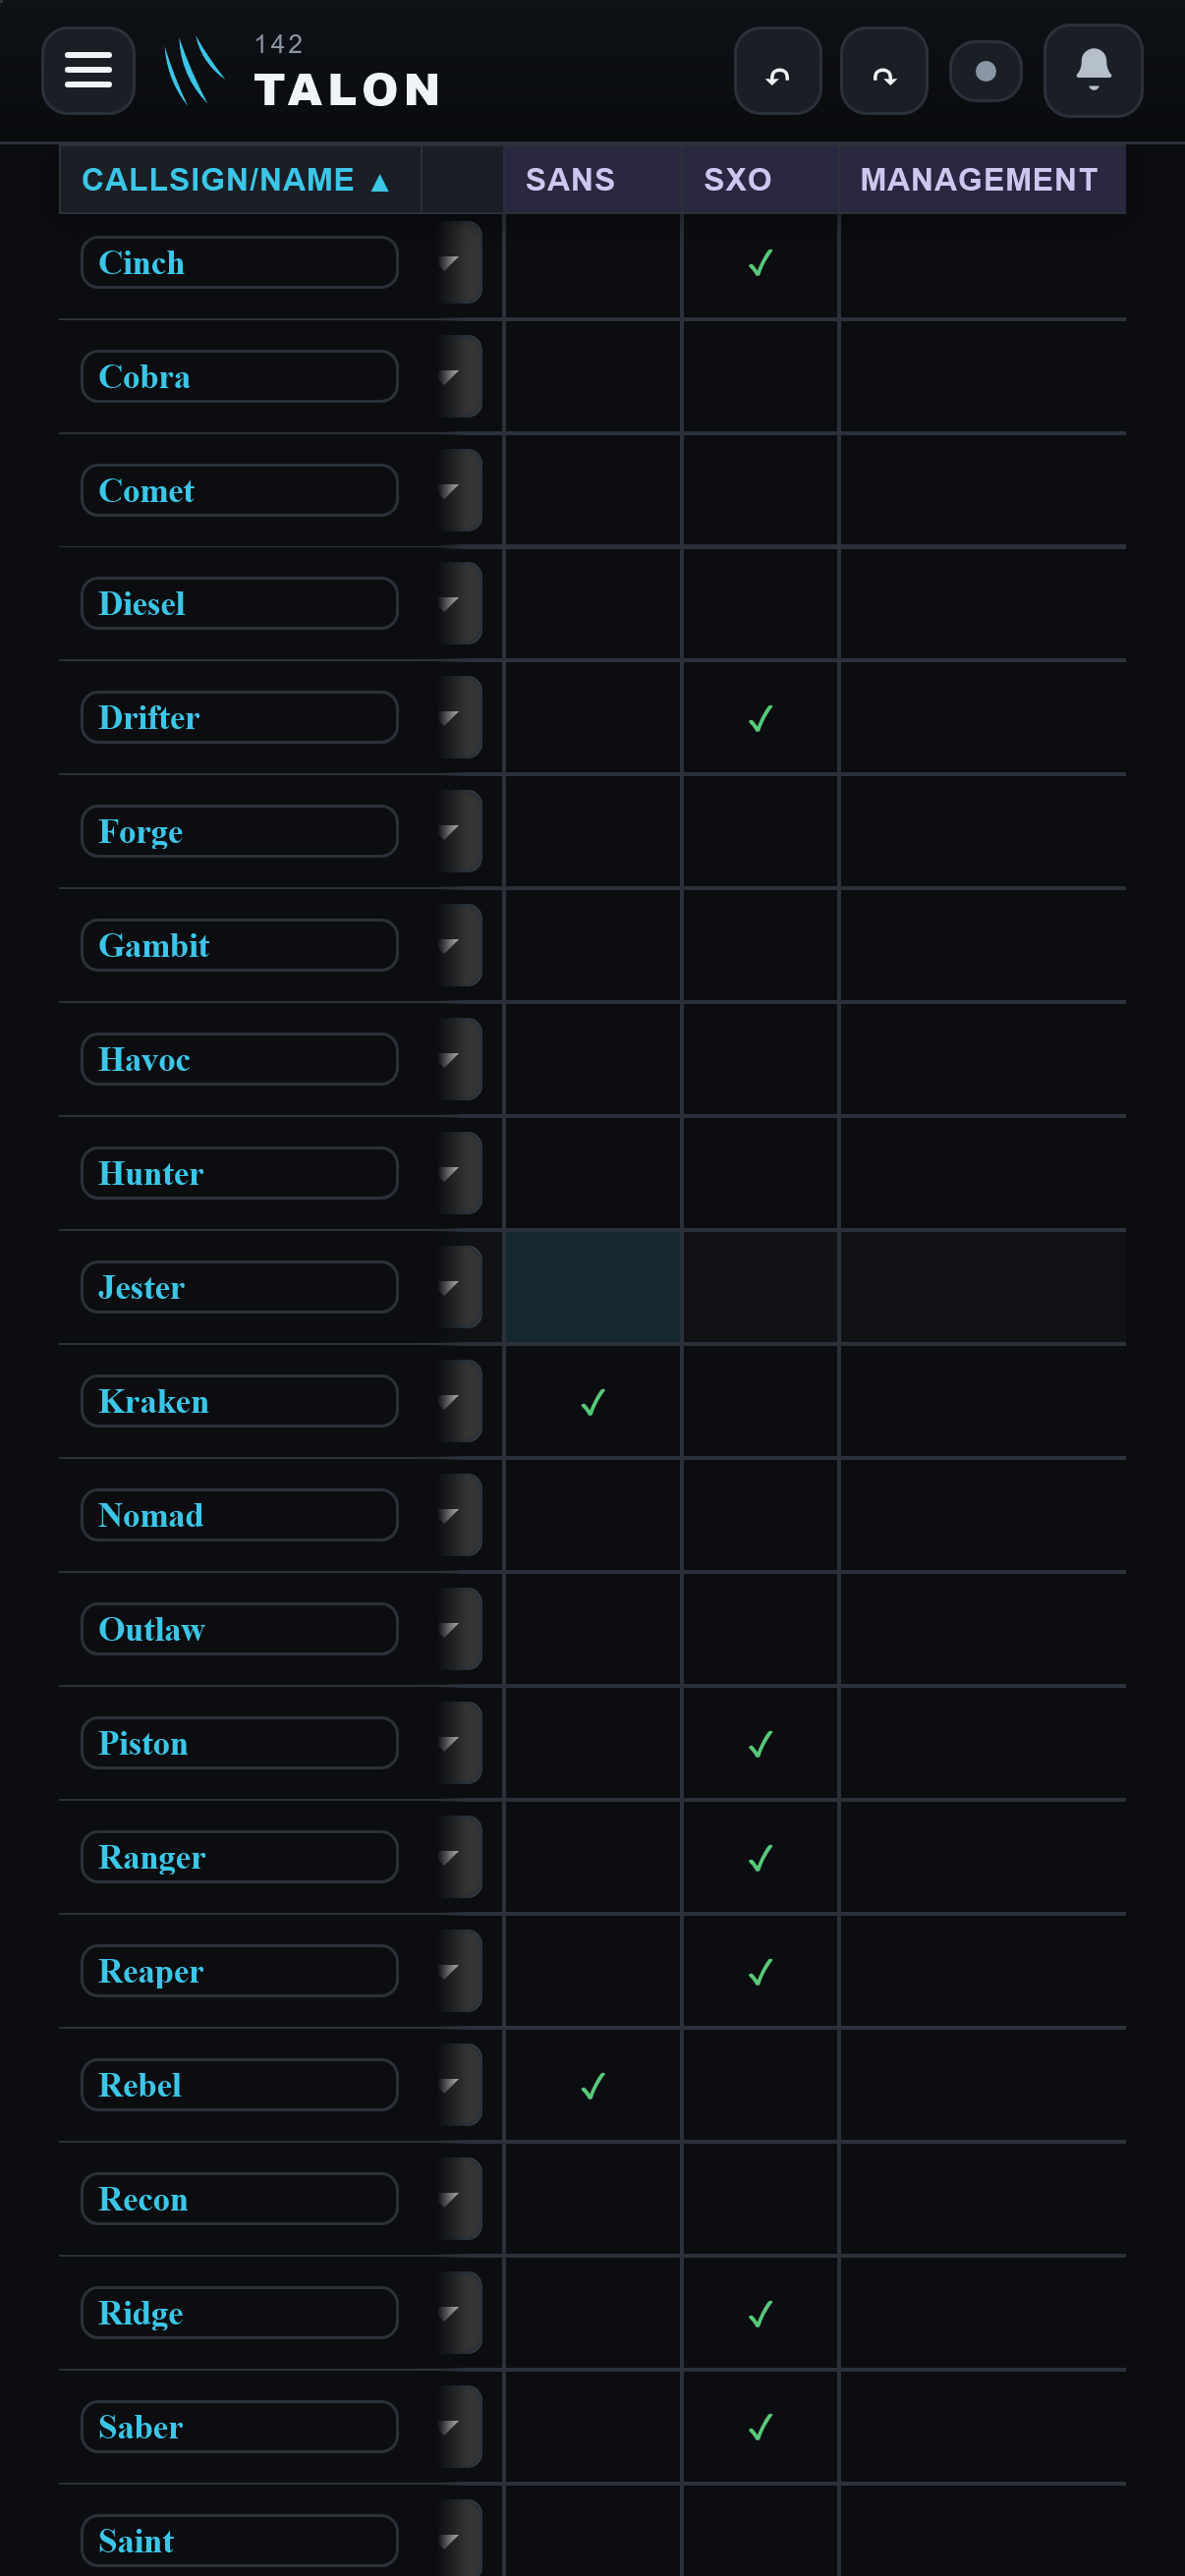 142
TALON
CALLSIGN/NAME ▲ SANS SXO MANAGEMENT
Cinch ✓
Cobra
Comet
Diesel
Drifter ✓
Forge
Gambit
Havoc
Hunter
Jester
Kraken ✓
Nomad
Outlaw
Piston ✓
Ranger ✓
Reaper ✓
Rebel ✓
Recon
Ridge ✓
Saber ✓
Saint